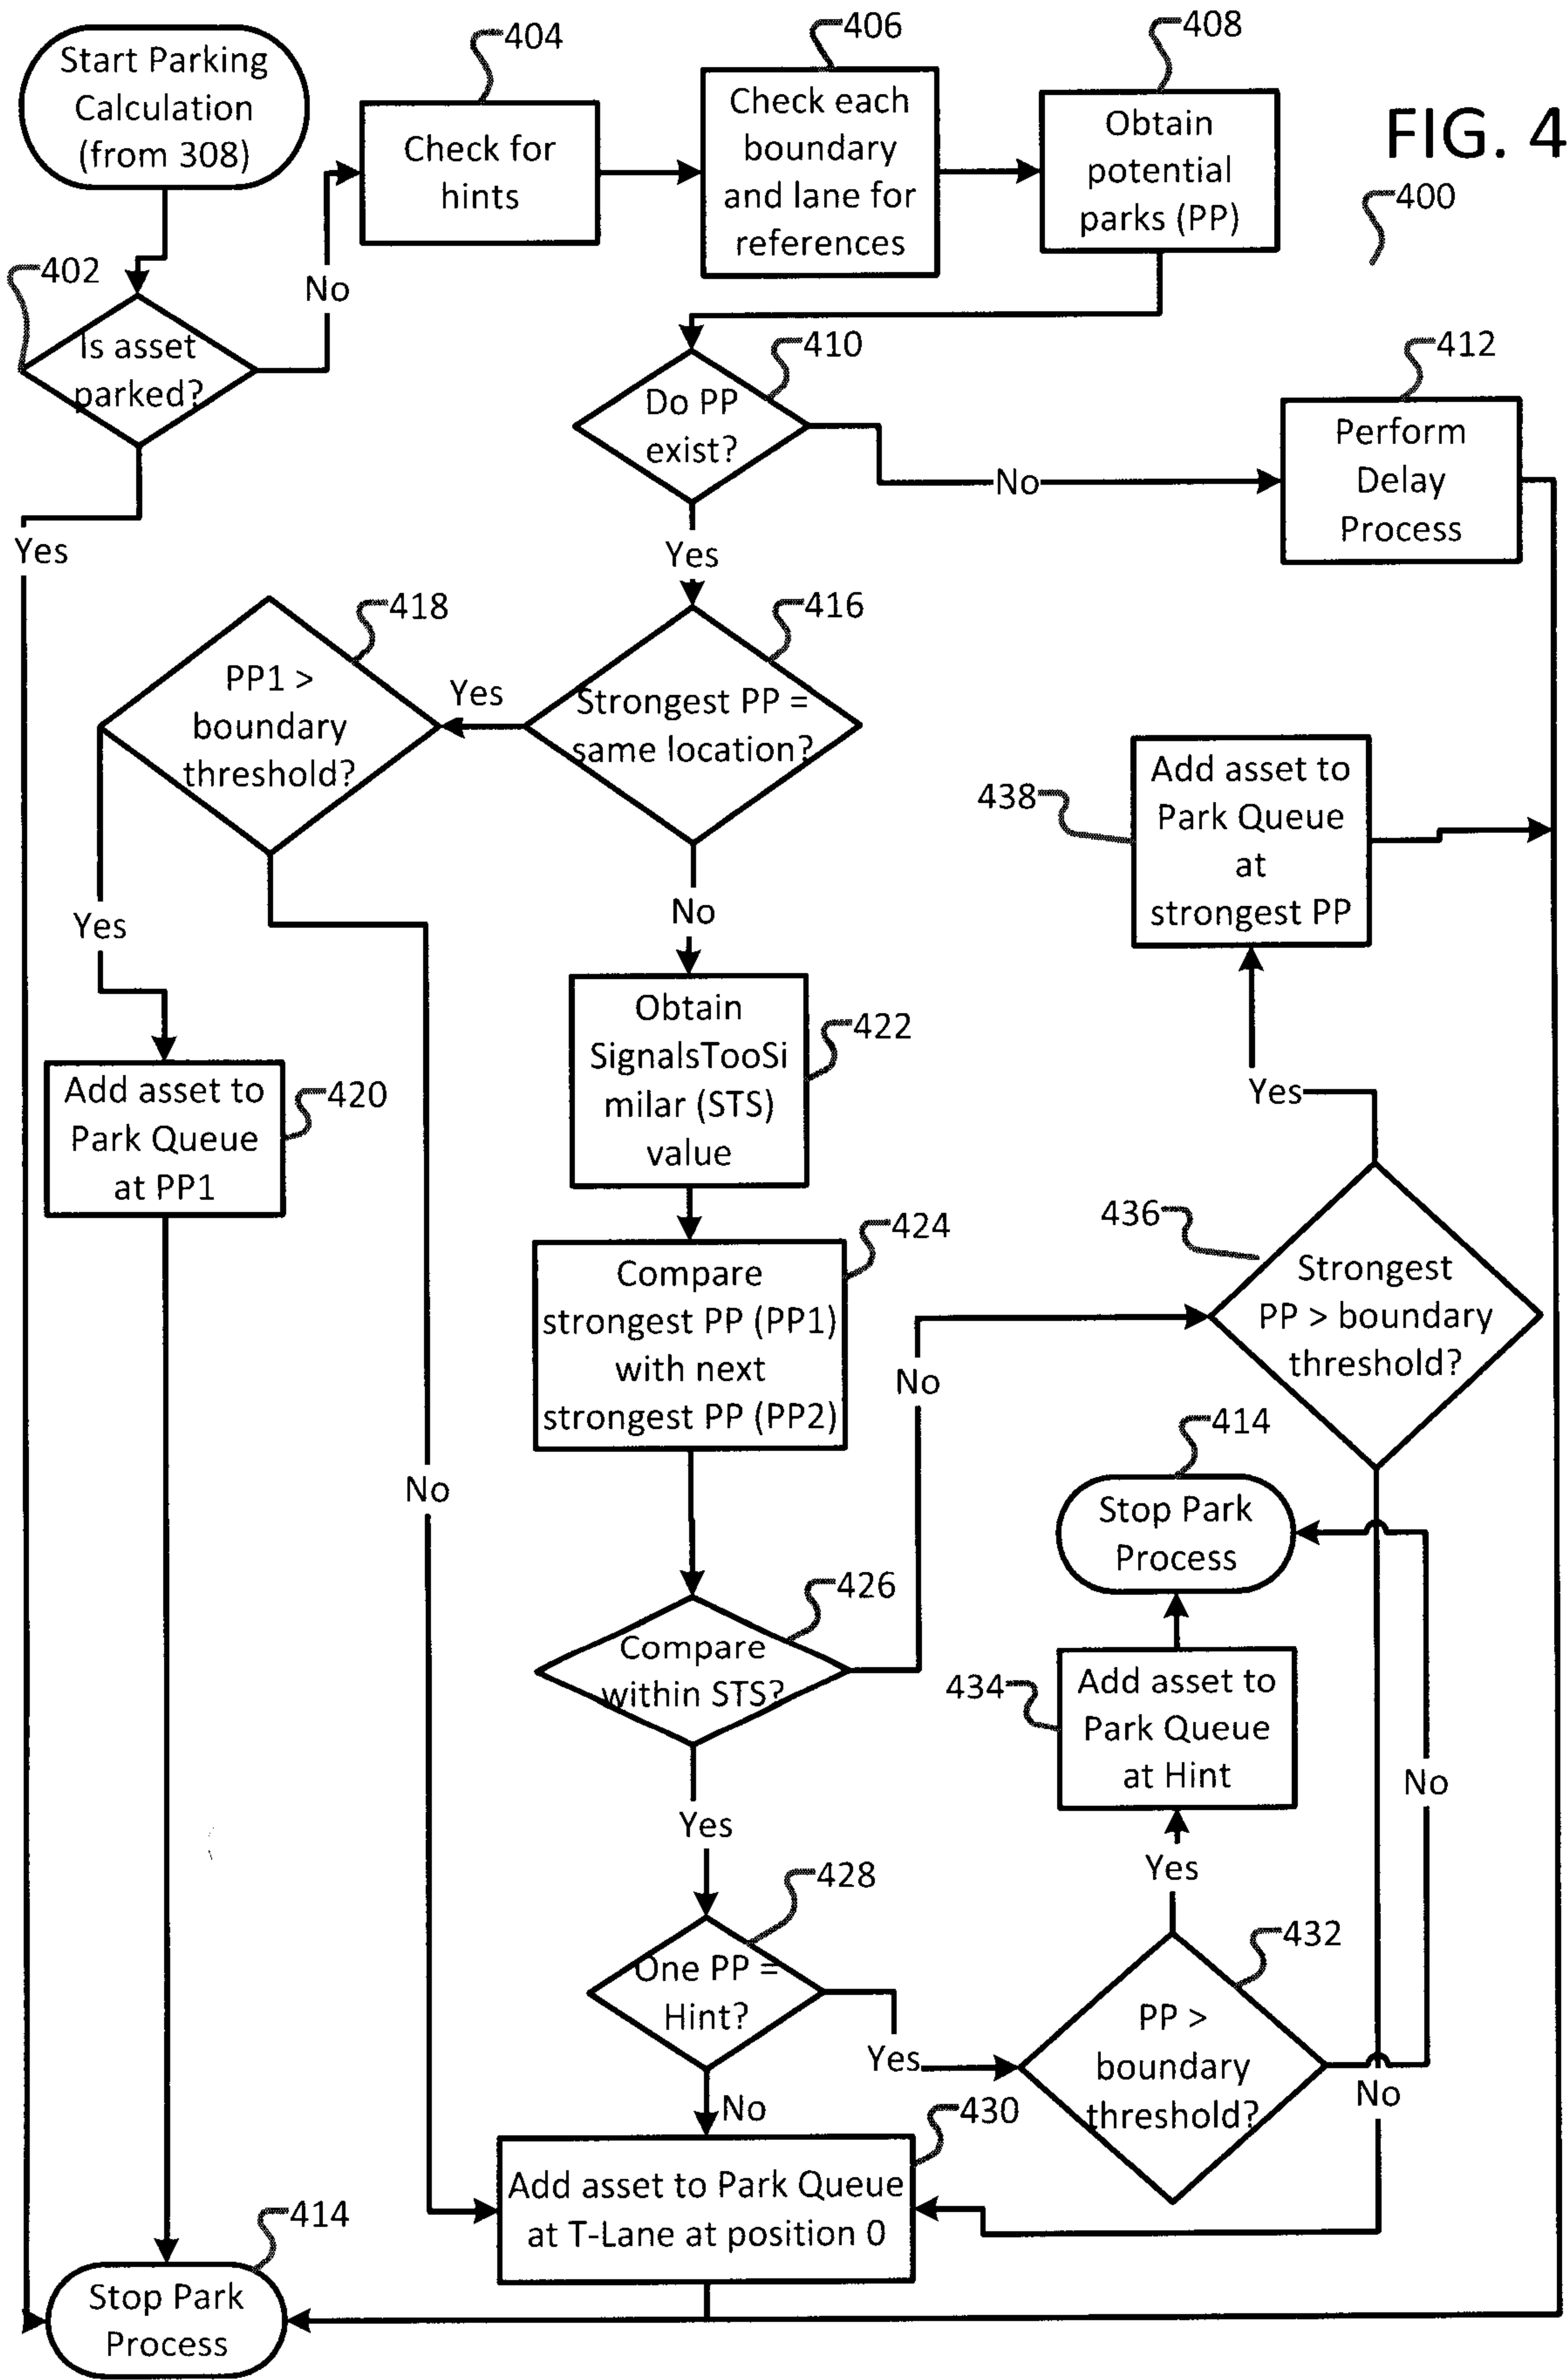 Start Parking
Calculation
(from 308)
404
Check for
hints
406
Check each
boundary
and lane for
references
408
Obtain
potential
parks (PP)
FIG. 4
400
402
Is asset
parked?
No
Yes
410
Do PP
exist?
No
412
Perform
Delay
Process
Yes
418
PP1 >
boundary
threshold?
Yes
416
Strongest PP =
same location?
438
Add asset to
Park Queue
at
strongest PP
Yes
No
420
Add asset to
Park Queue
at PP1
422
Obtain
SignalsTooSi
milar (STS)
value
Yes
424
Compare
strongest PP (PP1)
with next
strongest PP (PP2)
436
Strongest
PP > boundary
threshold?
No
No
414
Stop Park
Process
426
Compare
within STS?
434
Add asset to
Park Queue
at Hint
No
Yes
Yes
428
One PP =
Hint?
Yes
432
PP >
boundary
threshold?
No
No
430
Add asset to Park Queue
at T-Lane at position 0
414
Stop Park
Process